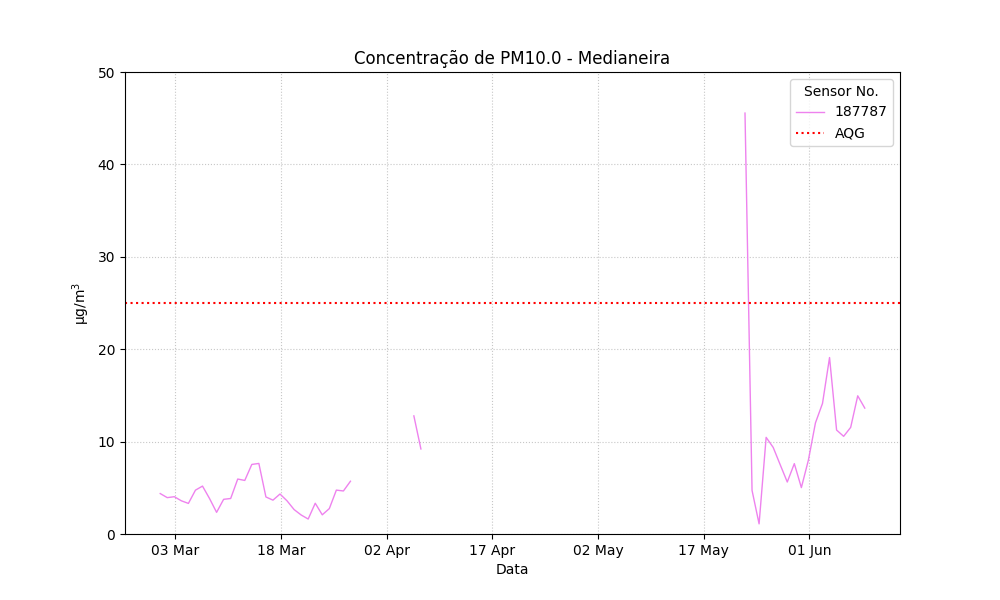 Concentração de PM10.0 - Medianeira
50
40
30
20
10
0
µg/m³
03 Mar
18 Mar
02 Apr
17 Apr
02 May
17 May
01 Jun
Data
Sensor No.
187787
AQG